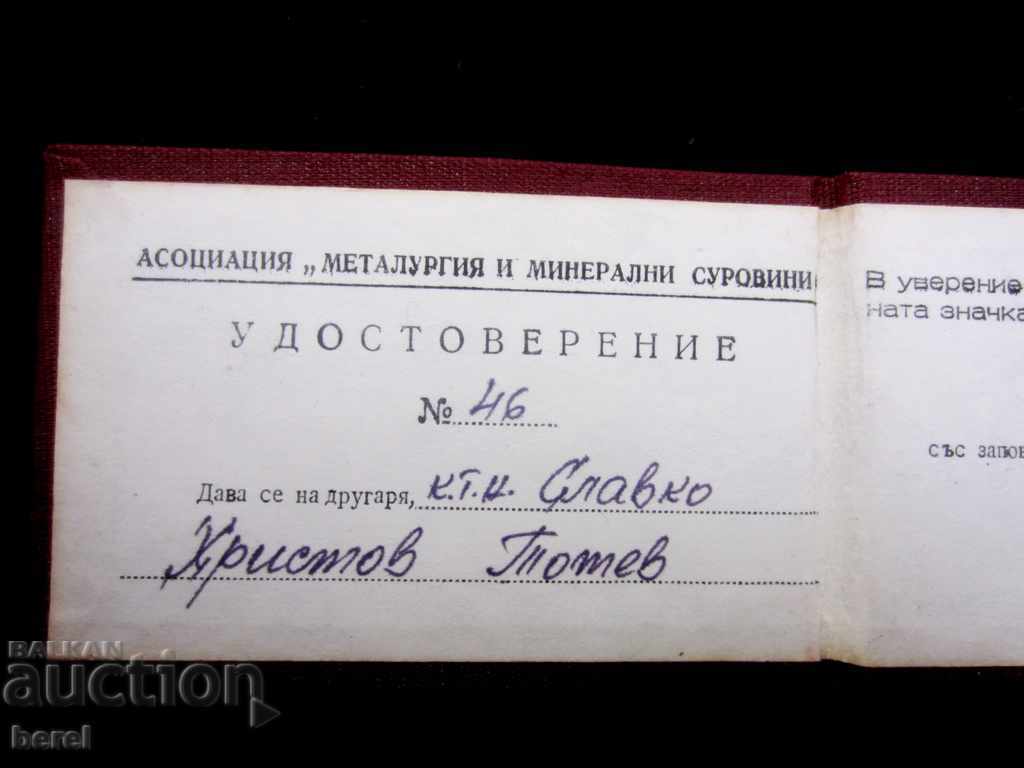 АСОЦИАЦИЯ „МЕТАЛУРГИЯ И МИНЕРАЛНИ СУРОВИНИ
УДОСТОВЕРЕНИЕ
№ 46
Дава се на другаря, к.т.н. Славко
Христов Тотев
В уверение
ната значка
със запов
BALKAN
auction
berel